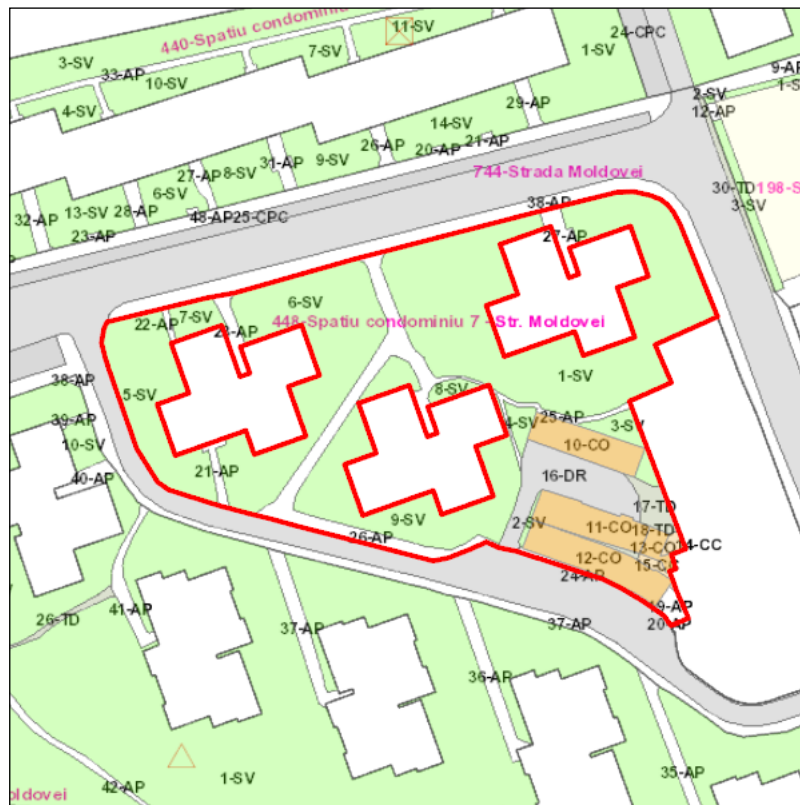 11-SV
440-Spatiu condominiu
24-CPC
7-SV
1-SV
3-SV
33-AP
10-SV
9-AP
1-S
2-SV
12-AP
4-SV
29-AP
14-SV
26-AP
20-AP
21-AP
9-SV
31-AP
8-SV
27-AP
6-SV
744-Strada Moldovei
30-TD
198-S
3-SV
38-AP
32-AP
13-SV
28-AP
48-AP
25-CPC
23-AP
27-AP
6-SV
7-SV
22-AP
448-Spatiu condominiu 7 - Str. Moldovei
38-AP
5-SV
1-SV
8-SV
39-AP
4-SV
25-AP
3-SV
10-SV
10-CO
40-AP
21-AP
16-DR
17-TD
9-SV
2-SV
11-CO
18-TD
26-AP
13-CO
14-CC
12-CO
15-CC
24-AP
41-AP
26-TD
37-AP
37-AP
19-AP
20-AP
36-AP
35-AP
1-SV
42-AP
oldovei